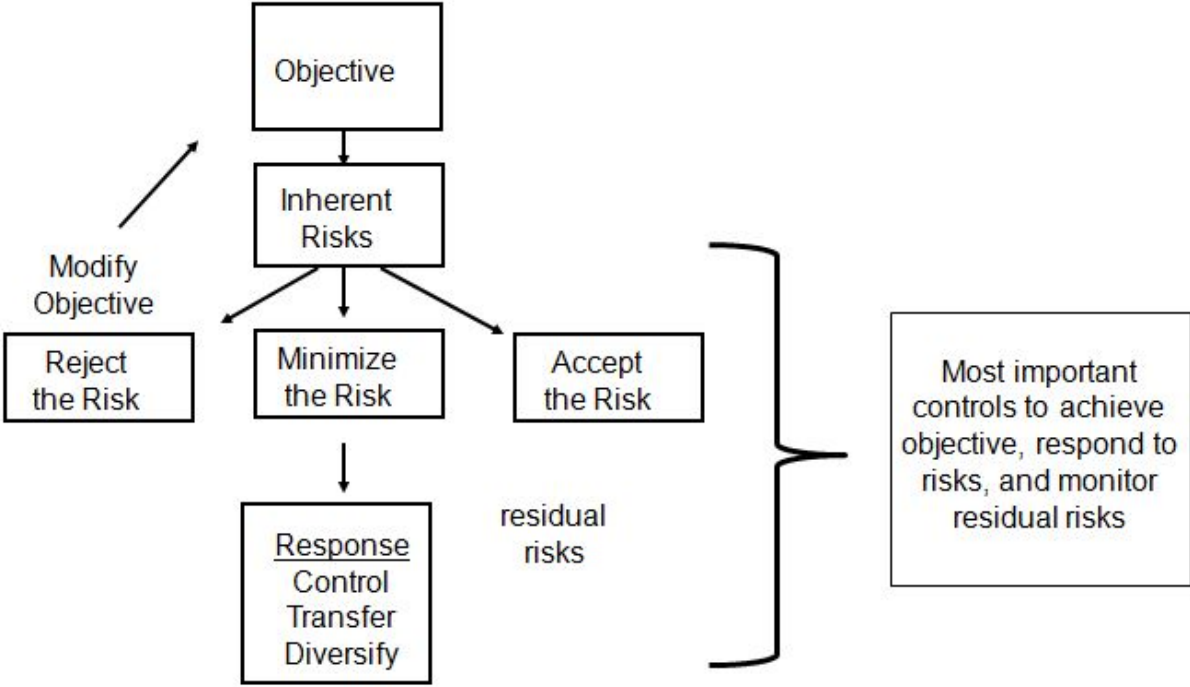 Objective
Inherent
Risks
Modify
Objective
Reject
the Risk
Minimize
the Risk
Accept
the Risk
Response
Control
Transfer
Diversify
residual
risks
Most important
controls to achieve
objective, respond to
risks, and monitor
residual risks